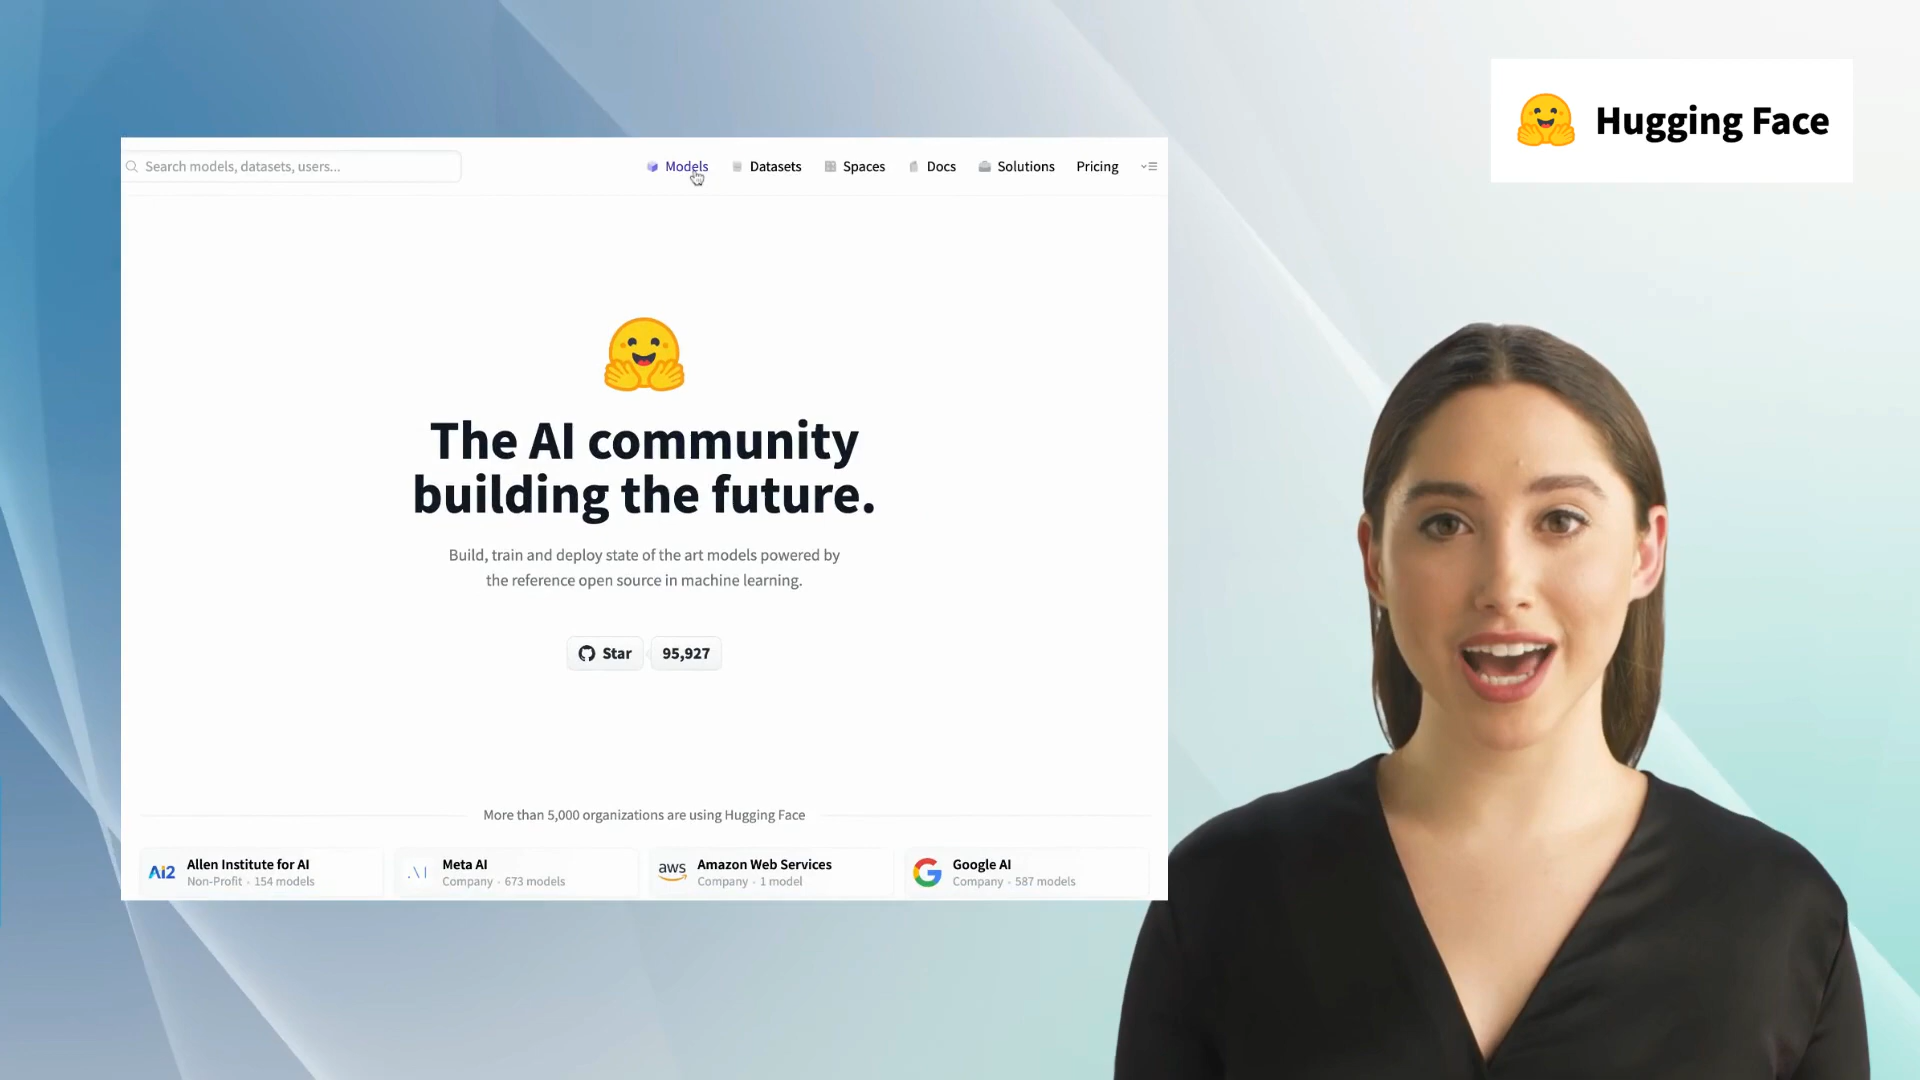 Hugging Face
Search models, datasets, users...
Models
Datasets
Spaces
Docs
Solutions
Pricing
The AI community
building the future.
Build, train and deploy state of the art models powered by
the reference open source in machine learning.
Star
95,927
More than 5,000 organizations are using Hugging Face
Ai2
Allen Institute for AI
Non-Profit • 154 models
Meta AI
Company • 673 models
aws
Amazon Web Services
Company • 1 model
Google AI
Company • 587 models